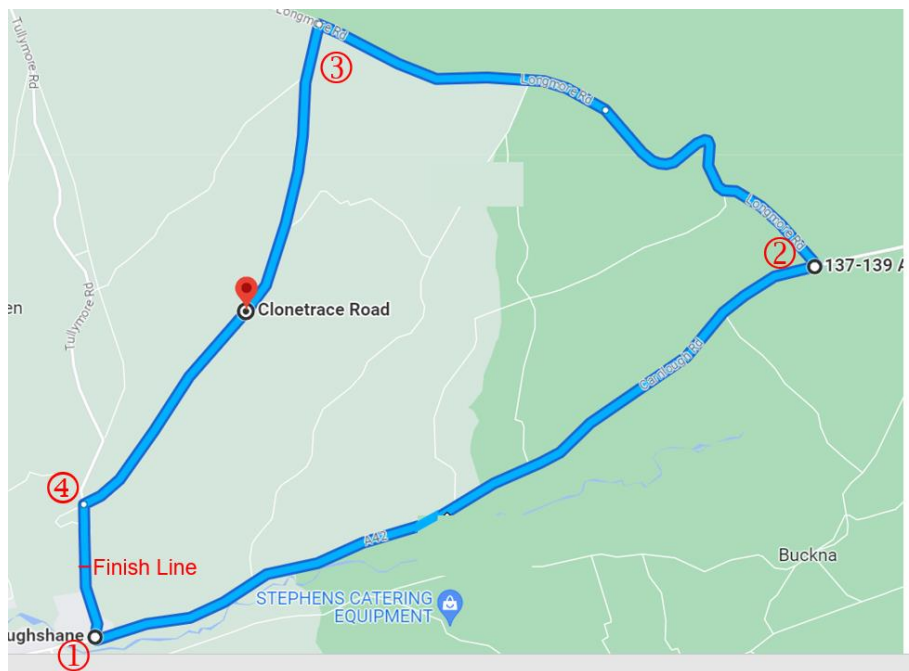 Longmore Rd
Tullymore Rd
③
Longmore Rd
Longmore Rd
②
137-139 A
en
Clonetrace Road
Tullymore Rd
Carnlough Rd
④
A42
Buckna
Finish Line
STEPHENS CATERING
EQUIPMENT
ughshane
①